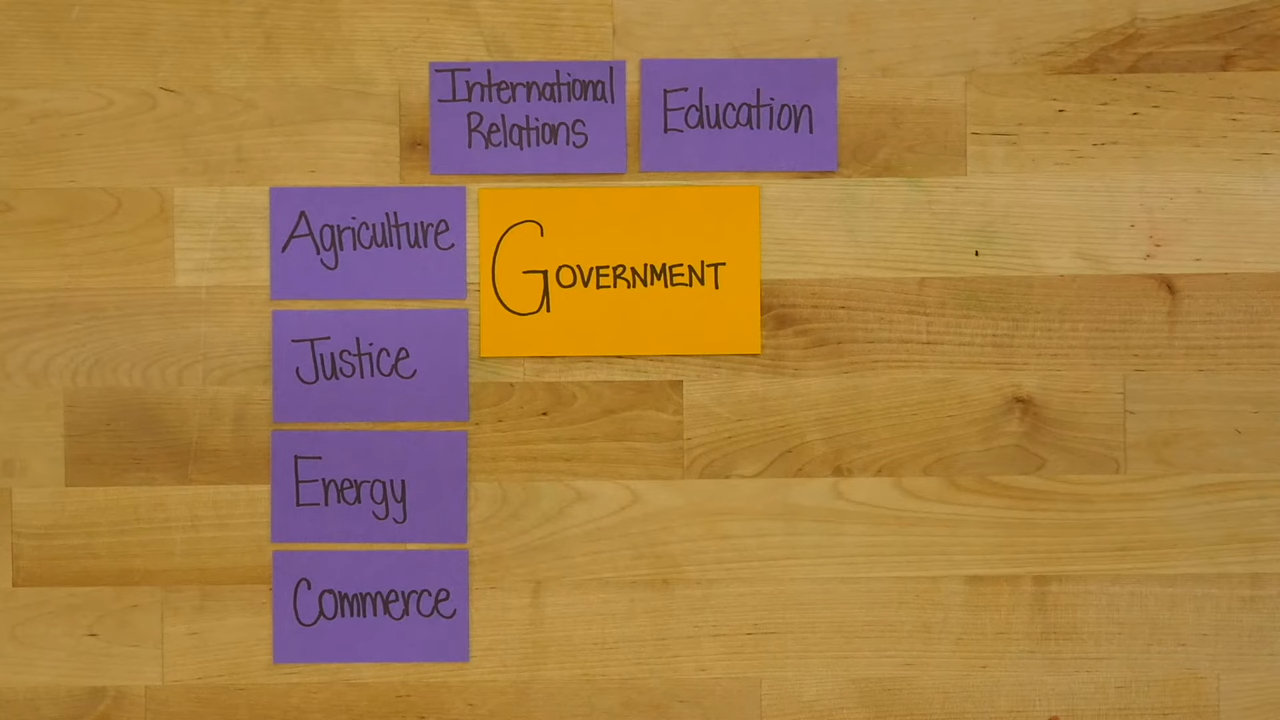 International
Relations
Education
Agriculture
GOVERNMENT
Justice
Energy
Commerce